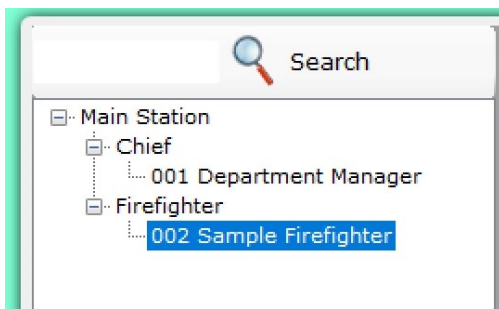 Search
Main Station
Chief
001 Department Manager
Firefighter
002 Sample Firefighter